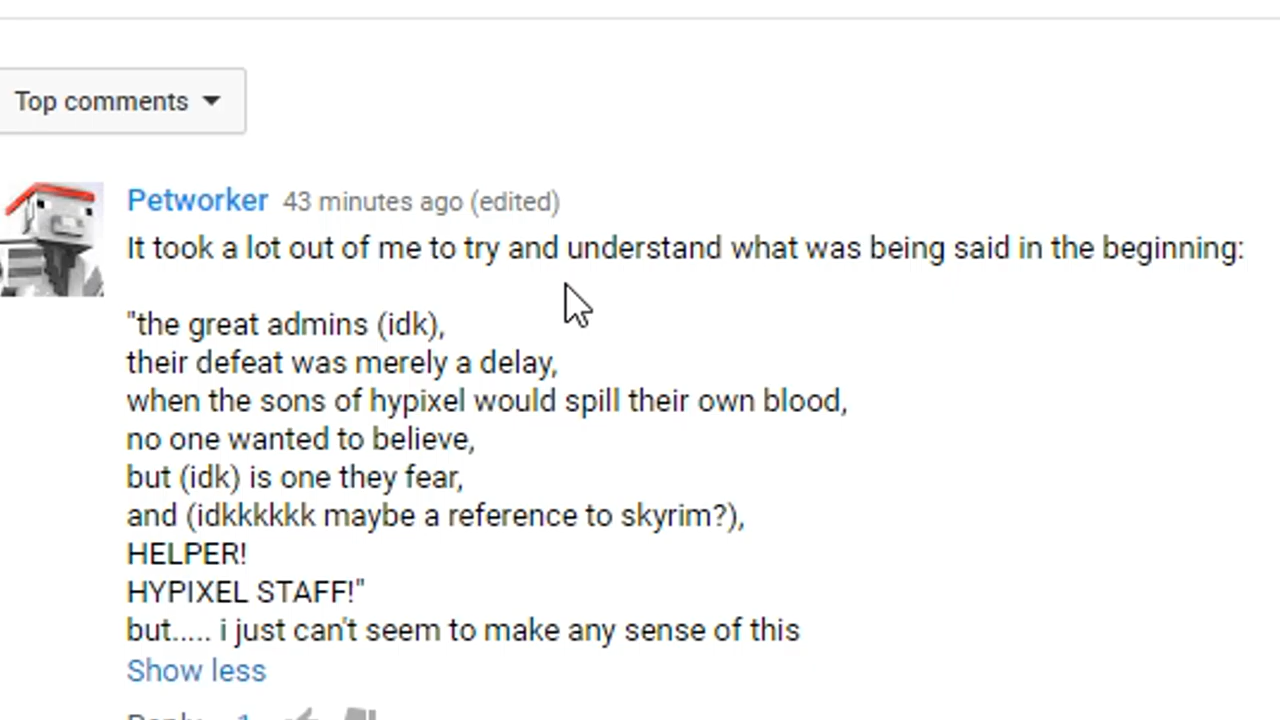 Top comments
Petworker 43 minutes ago (edited)
It took a lot out of me to try and understand what was being said in the beginning:
"the great admins (idk),
their defeat was merely a delay,
when the sons of hypixel would spill their own blood,
no one wanted to believe,
but (idk) is one they fear,
and (idkkkkkk maybe a reference to skyrim?),
HELPER!
HYPIXEL STAFF!"
but..... i just can't seem to make any sense of this
Show less
Reply 1